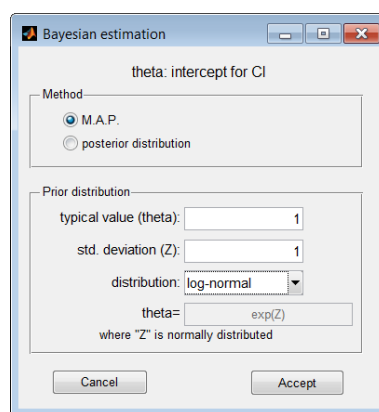 Bayesian estimation
theta: intercept for Cl
Method
M.A.P.
posterior distribution
Prior distribution
typical value (theta): 1
std. deviation (Z): 1
distribution: log-normal
theta= exp(Z)
where "Z" is normally distributed
Cancel Accept